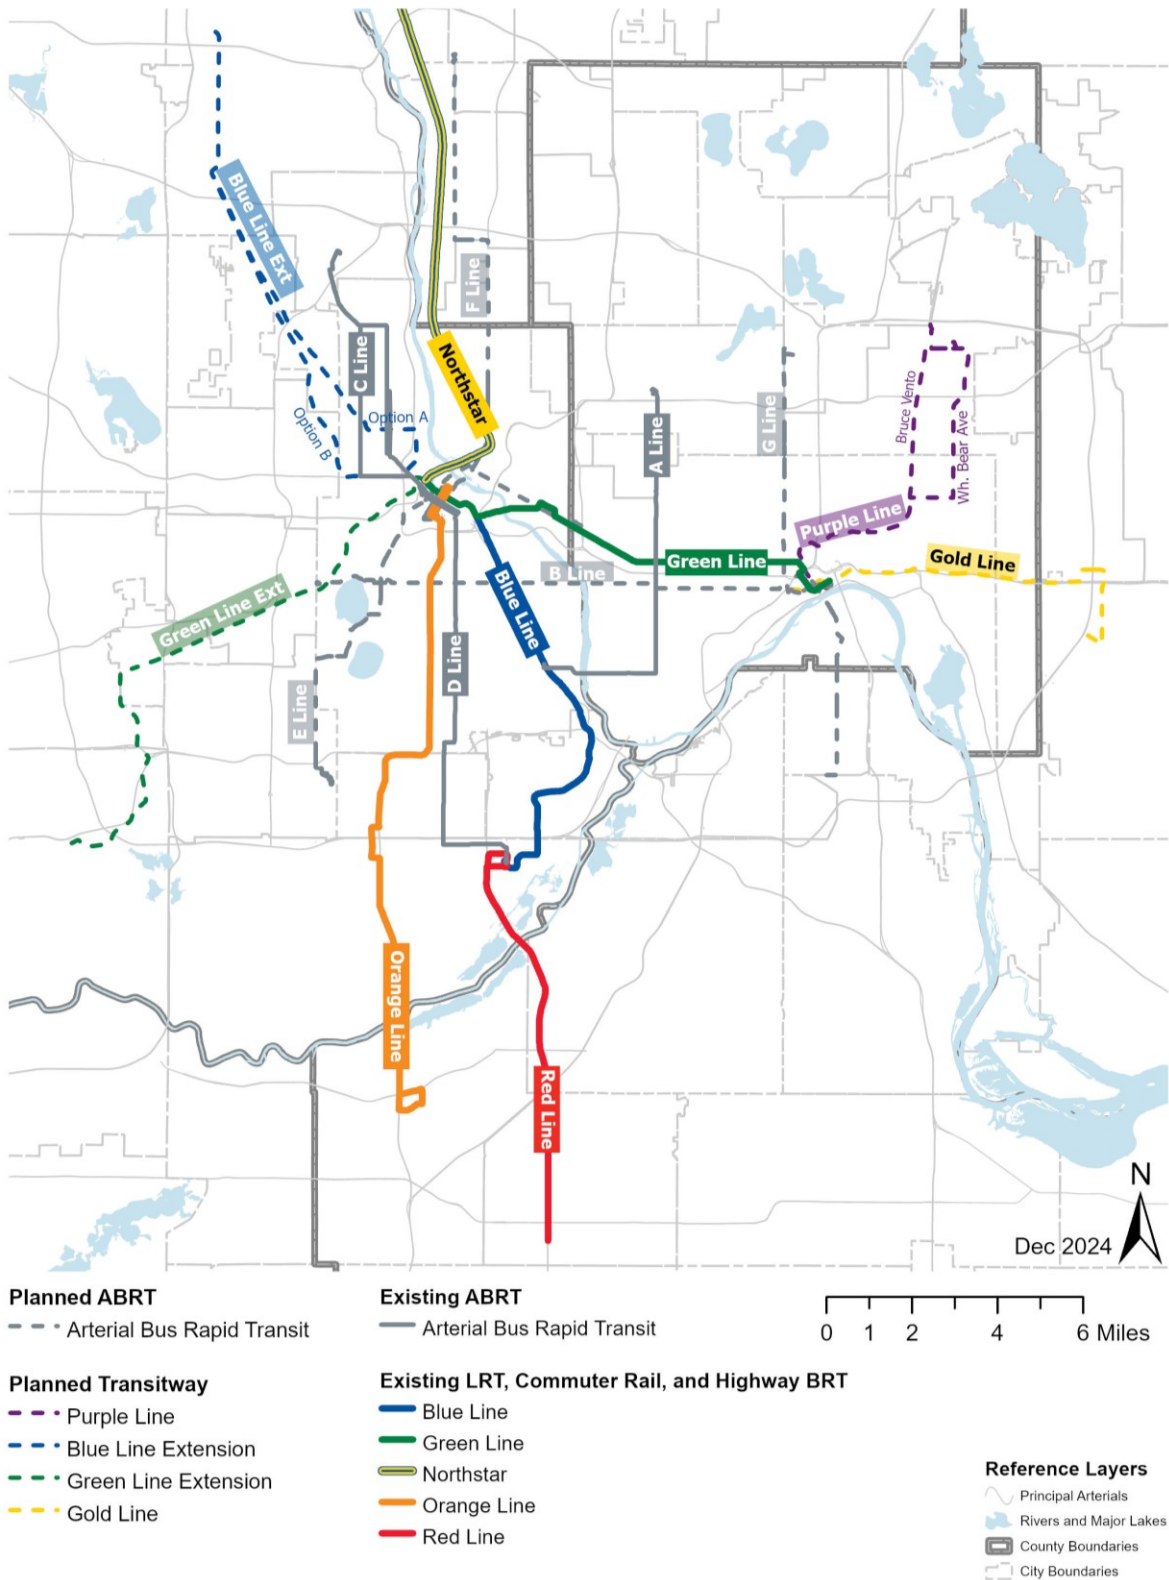 Blue Line Ext
F Line
C Line
Northstar
Option A
Option B
A Line
G Line
Bruce Vento
Wh. Bear Ave
Purple Line
Gold Line
Green Line
B Line
Blue Line
Green Line Ext
D Line
E Line
Orange Line
Red Line
N
Dec 2024
Planned ABRT
Arterial Bus Rapid Transit
Planned Transitway
Purple Line
Blue Line Extension
Green Line Extension
Gold Line
Existing ABRT
Arterial Bus Rapid Transit
Existing LRT, Commuter Rail, and Highway BRT
Blue Line
Green Line
Northstar
Orange Line
Red Line
0 1 2 4 6 Miles
Reference Layers
Principal Arterials
Rivers and Major Lakes
County Boundaries
City Boundaries